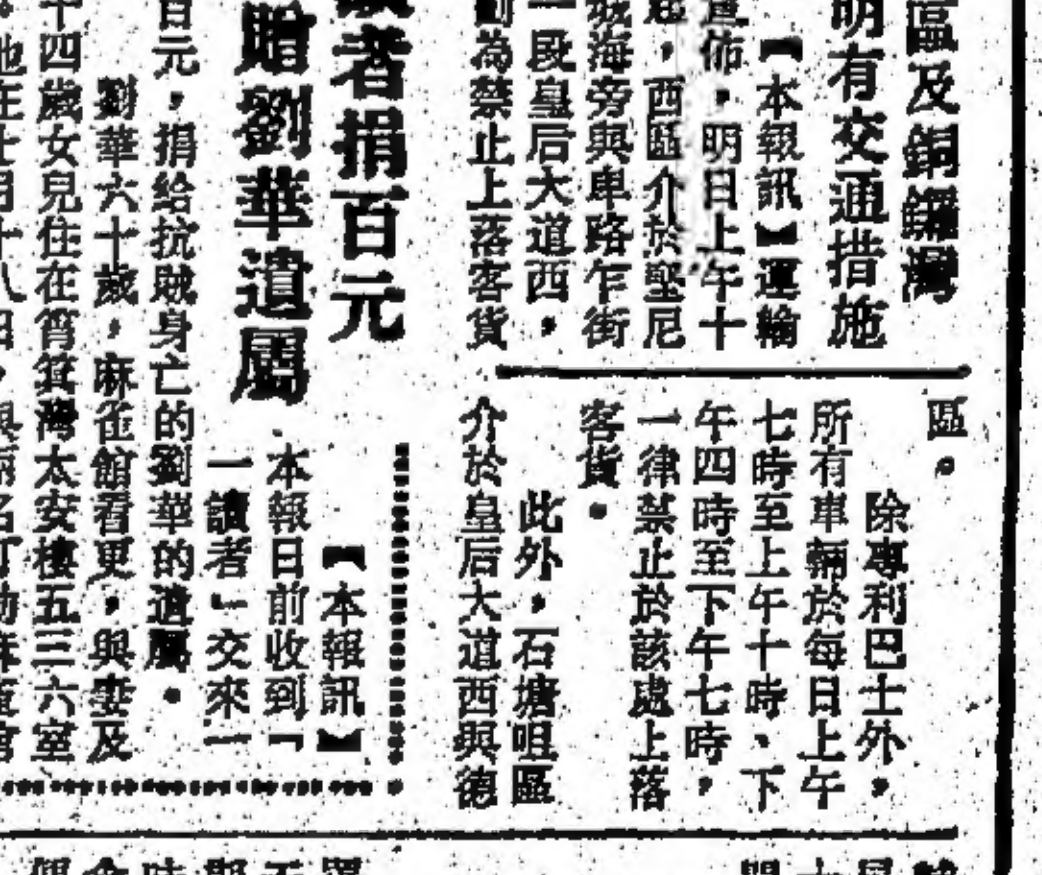 區及銅鑼灣
明有交通措施
【本報訊】運輸
佈，明日上午十
，西區介於堅尼
城海旁與卑路乍街
一段皇后大道西，
劃為禁止上落客貨
區。
除專利巴士外，
所有車輛於每日上午
七時至上午十時、下
午四時至下午七時，
一律禁止於該處上落
客貨。
此外，石塘咀區
介於皇后大道西與德
讀者捐百元
贈劉華遺屬
【本報訊】
本報日前收到「
一讀者」交來一
百元，捐給抗賊身亡的劉華的遺屬。
劉華六十歲，麻雀館看更，與妻及
十四歲女兒住在筲箕灣太安樓五三六室